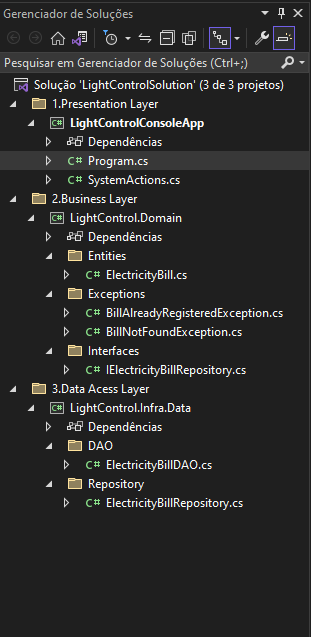 Gerenciador de Soluções
Pesquisar em Gerenciador de Soluções (Ctrl+;)
Solução 'LightControlSolution' (3 de 3 projetos)
1.Presentation Layer
C# LightControlConsoleApp
Dependências
C# Program.cs
C# SystemActions.cs
2.Business Layer
C# LightControl.Domain
Dependências
Entities
C# ElectricityBill.cs
Exceptions
C# BillAlreadyRegisteredException.cs
C# BillNotFoundException.cs
Interfaces
C# IElectricityBillRepository.cs
3.Data Acess Layer
C# LightControl.Infra.Data
Dependências
DAO
C# ElectricityBillDAO.cs
Repository
C# ElectricityBillRepository.cs